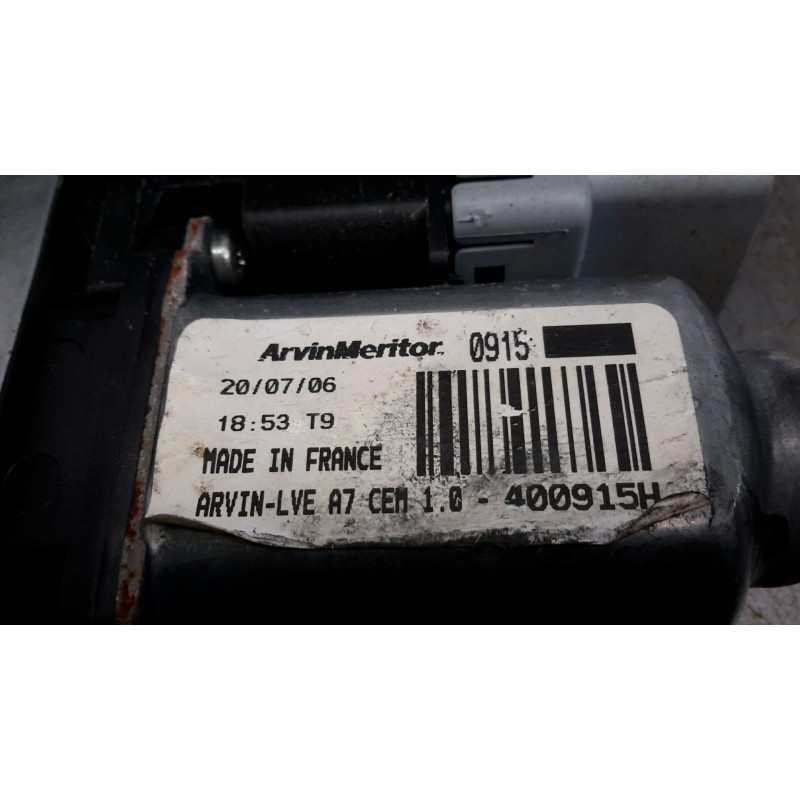 ArvinMeritor 0915
20/07/06
18:53 T9
MADE IN FRANCE
ARVIN-LVE A7 CEM 1.0 - 400915H